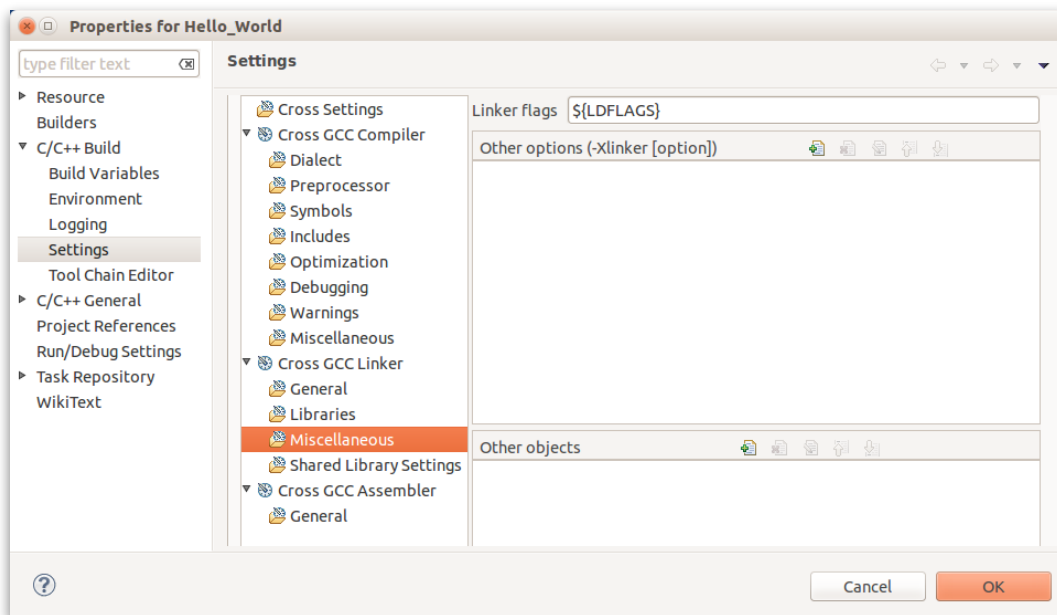 Properties for Hello_World
type filter text
Resource
Builders
C/C++ Build
Build Variables
Environment
Logging
Settings
Tool Chain Editor
C/C++ General
Project References
Run/Debug Settings
Task Repository
WikiText
Settings
Cross Settings
Cross GCC Compiler
Dialect
Preprocessor
Symbols
Includes
Optimization
Debugging
Warnings
Miscellaneous
Cross GCC Linker
General
Libraries
Miscellaneous
Shared Library Settings
Cross GCC Assembler
General
Linker flags ${LDFLAGS}
Other options (-Xlinker [option])
Other objects
Cancel
OK